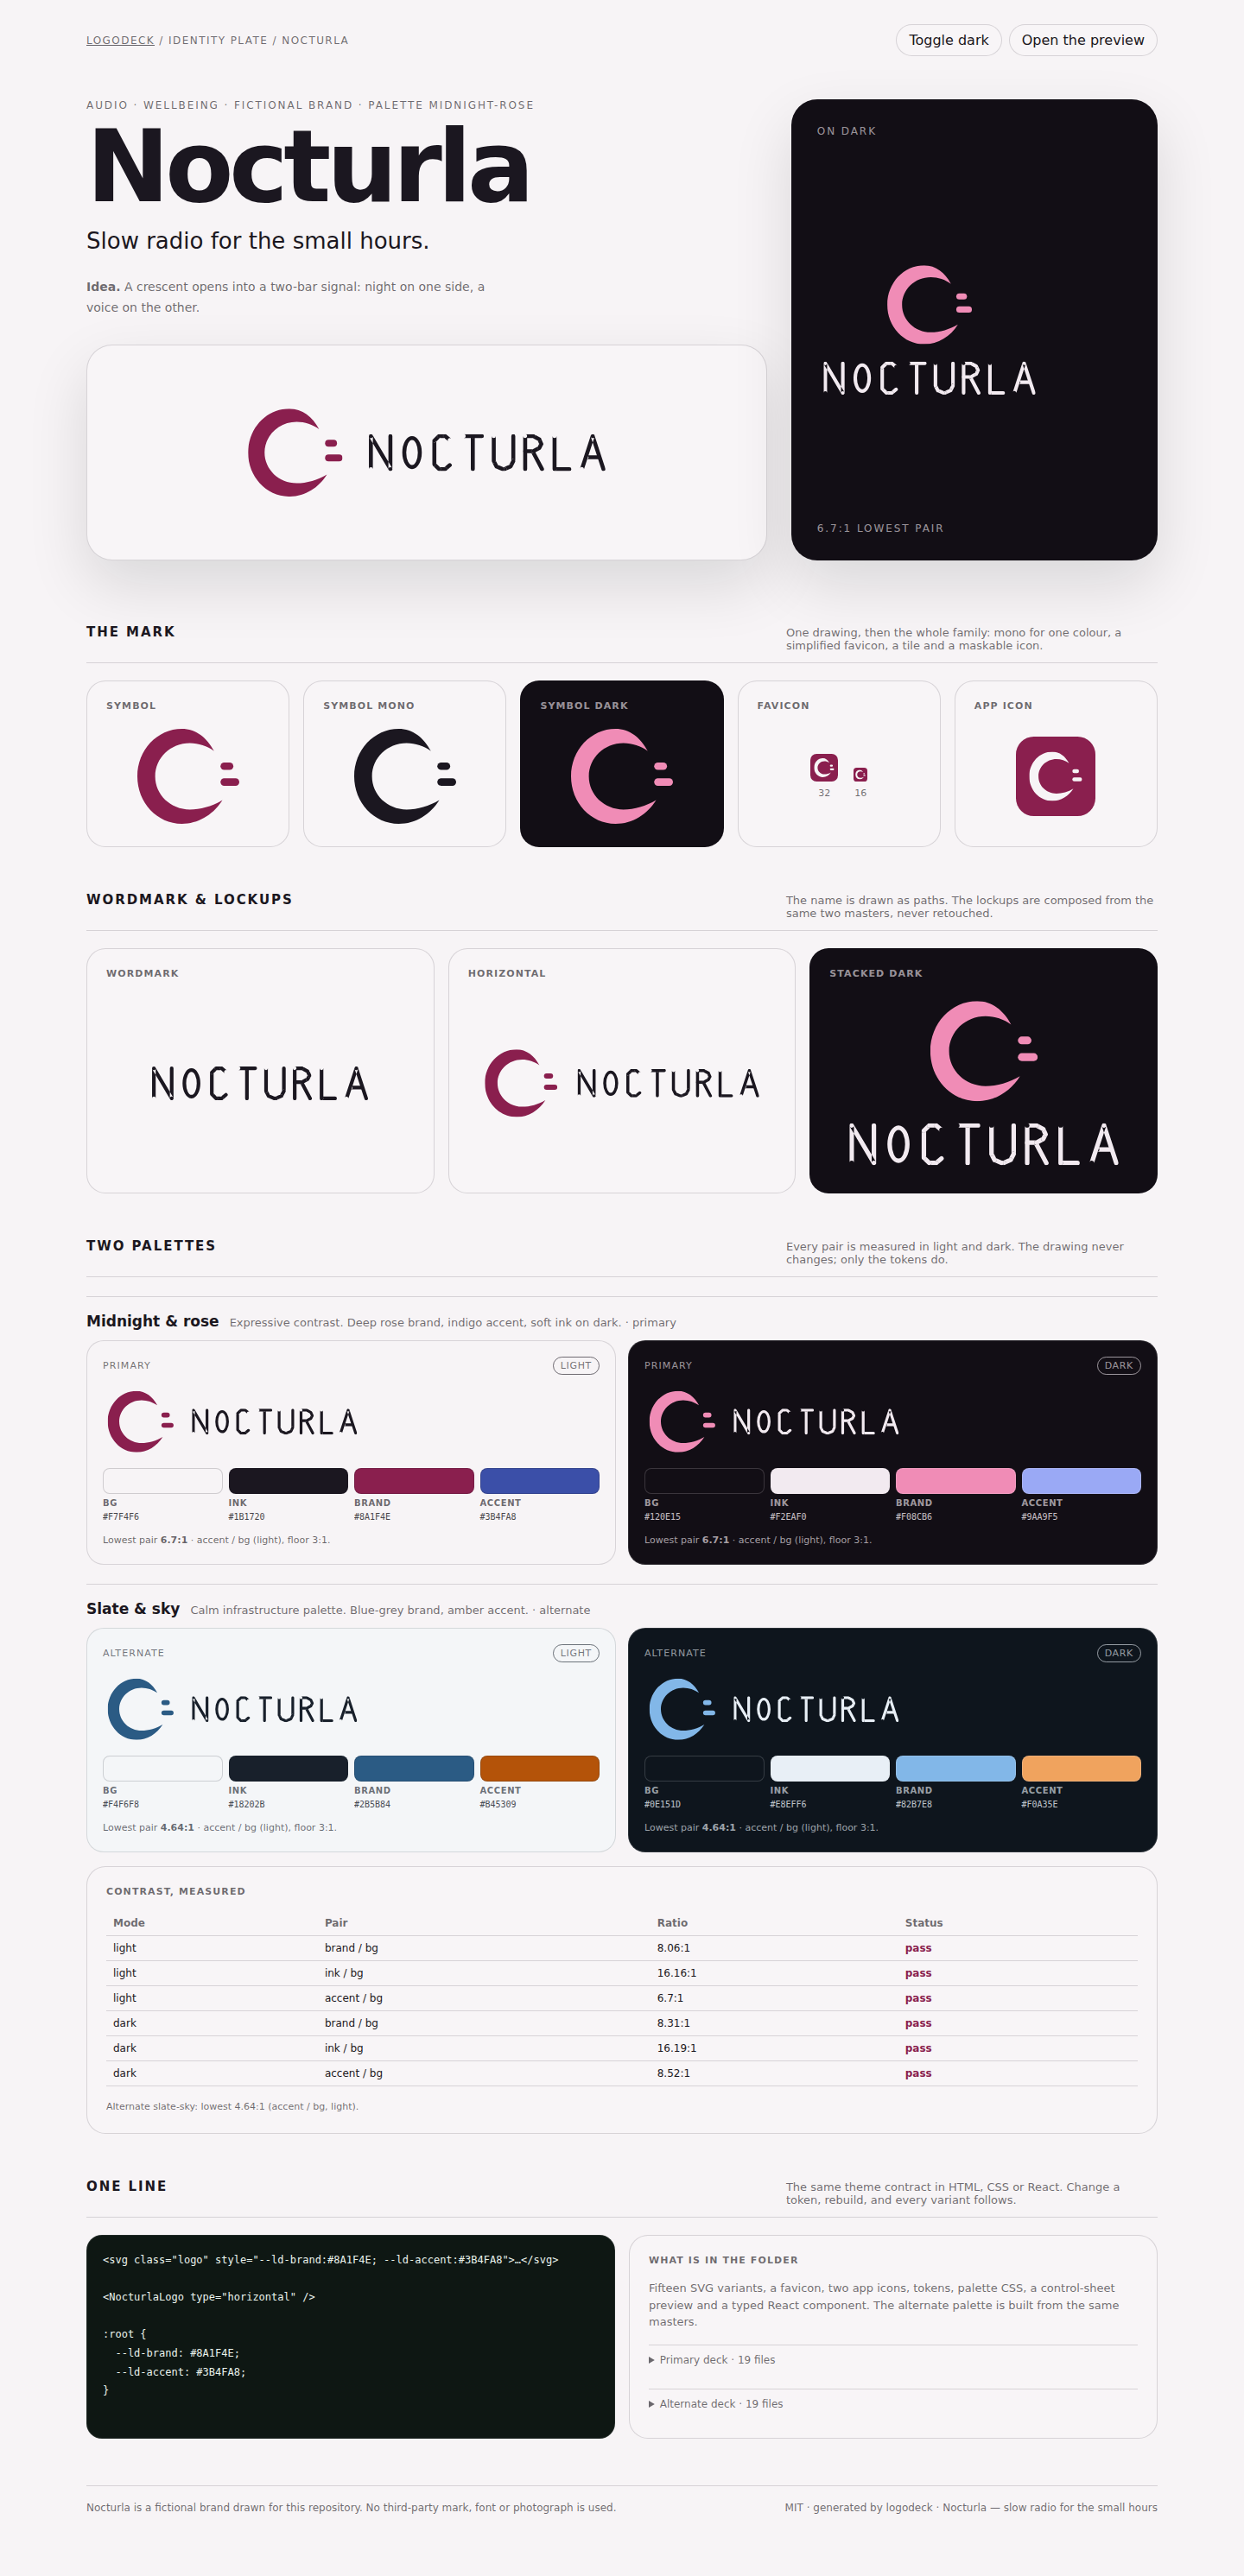 LOGODECK / IDENTITY PLATE / NOCTURLA
Toggle dark
Open the preview
AUDIO · WELLBEING · FICTIONAL BRAND · PALETTE MIDNIGHT-ROSE
Nocturla
Slow radio for the small hours.
Idea. A crescent opens into a two-bar signal: night on one side, a
voice on the other.
NOCTURLA
ON DARK
NOCTURLA
6.7:1 LOWEST PAIR
THE MARK
One drawing, then the whole family: mono for one colour, a
simplified favicon, a tile and a maskable icon.
SYMBOL
SYMBOL MONO
SYMBOL DARK
FAVICON
32
16
APP ICON
WORDMARK & LOCKUPS
The name is drawn as paths. The lockups are composed from the
same two masters, never retouched.
WORDMARK
NOCTURLA
HORIZONTAL
NOCTURLA
STACKED DARK
NOCTURLA
TWO PALETTES
Every pair is measured in light and dark. The drawing never
changes; only the tokens do.
Midnight & rose Expressive contrast. Deep rose brand, indigo accent, soft ink on dark. · primary
PRIMARY LIGHT
NOCTURLA
BG INK BRAND ACCENT
#F7F4F6 #1B1720 #8A1F4E #3B4FA8
Lowest pair 6.7:1 · accent / bg (light), floor 3:1.
PRIMARY DARK
NOCTURLA
BG INK BRAND ACCENT
#120E15 #F2EAF0 #F08CB6 #9AA9F5
Lowest pair 6.7:1 · accent / bg (light), floor 3:1.
Slate & sky Calm infrastructure palette. Blue-grey brand, amber accent. · alternate
ALTERNATE LIGHT
NOCTURLA
BG INK BRAND ACCENT
#F4F6F8 #18202B #2B5B84 #B45309
Lowest pair 4.64:1 · accent / bg (light), floor 3:1.
ALTERNATE DARK
NOCTURLA
BG INK BRAND ACCENT
#0E151D #E8EFF6 #82B7E8 #F0A35E
Lowest pair 4.64:1 · accent / bg (light), floor 3:1.
CONTRAST, MEASURED
Mode Pair Ratio Status
light brand / bg 8.06:1 pass
light ink / bg 16.16:1 pass
light accent / bg 6.7:1 pass
dark brand / bg 8.31:1 pass
dark ink / bg 16.19:1 pass
dark accent / bg 8.52:1 pass
Alternate slate-sky: lowest 4.64:1 (accent / bg, light).
ONE LINE
The same theme contract in HTML, CSS or React. Change a
token, rebuild, and every variant follows.
<svg class="logo" style="--ld-brand:#8A1F4E; --ld-accent:#3B4FA8">…</svg>
<NocturlaLogo type="horizontal" />
:root {
--ld-brand: #8A1F4E;
--ld-accent: #3B4FA8;
}
WHAT IS IN THE FOLDER
Fifteen SVG variants, a favicon, two app icons, tokens, palette CSS, a control-sheet
preview and a typed React component. The alternate palette is built from the same
masters.
Primary deck · 19 files
Alternate deck · 19 files
Nocturla is a fictional brand drawn for this repository. No third-party mark, font or photograph is used.
MIT · generated by logodeck · Nocturla — slow radio for the small hours